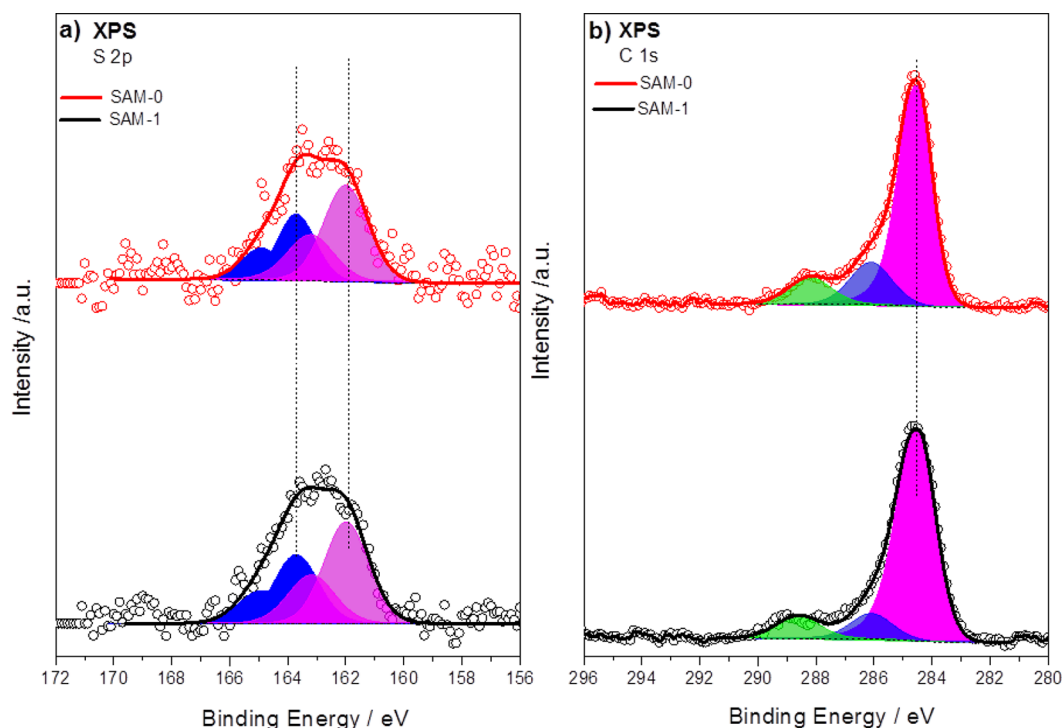 a) XPS
S 2p
SAM-0
SAM-1
Intensity /a.u.
172 170 168 166 164 162 160 158 156
Binding Energy / eV
b) XPS
C 1s
SAM-0
SAM-1
Intensity /a.u.
296 294 292 290 288 286 284 282 280
Binding Energy / eV